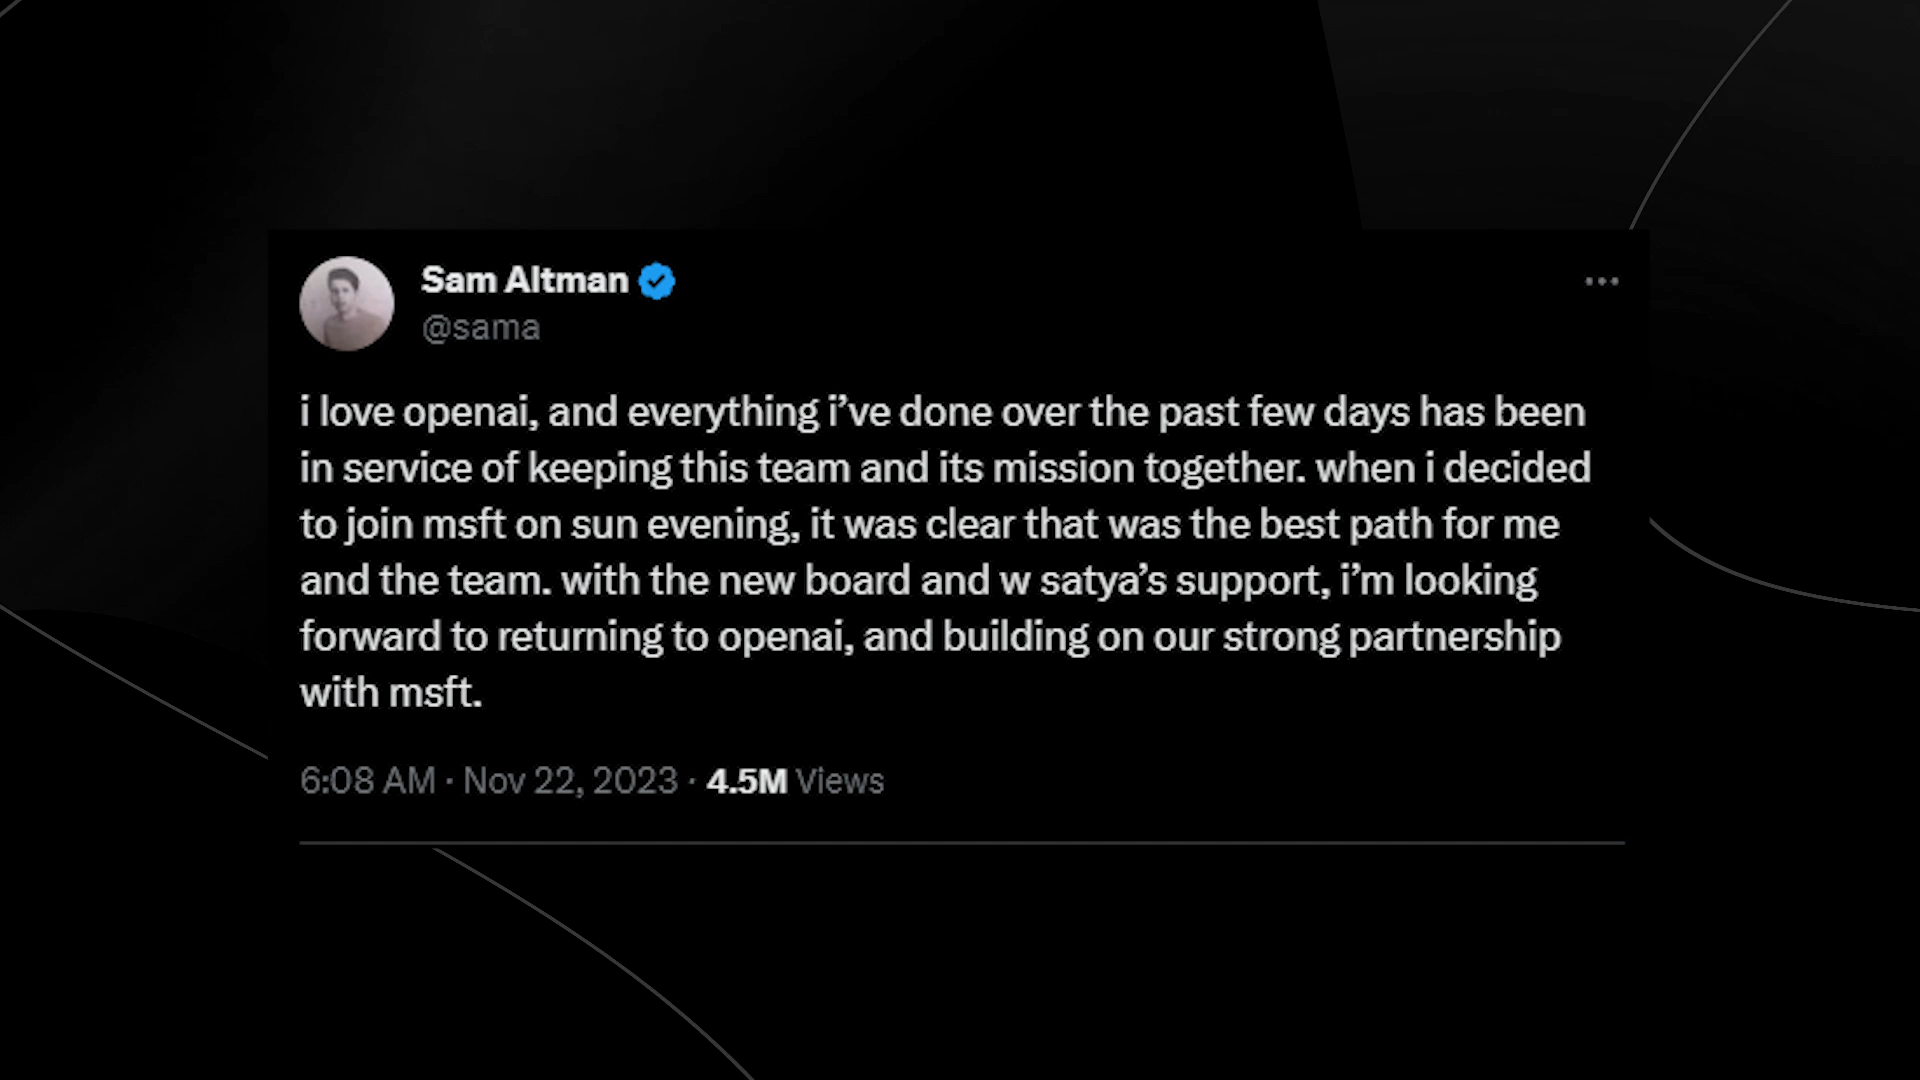 Sam Altman
@sama
i love openai, and everything i’ve done over the past few days has been
in service of keeping this team and its mission together. when i decided
to join msft on sun evening, it was clear that was the best path for me
and the team. with the new board and w satya’s support, i’m looking
forward to returning to openai, and building on our strong partnership
with msft.
6:08 AM · Nov 22, 2023 · 4.5M Views